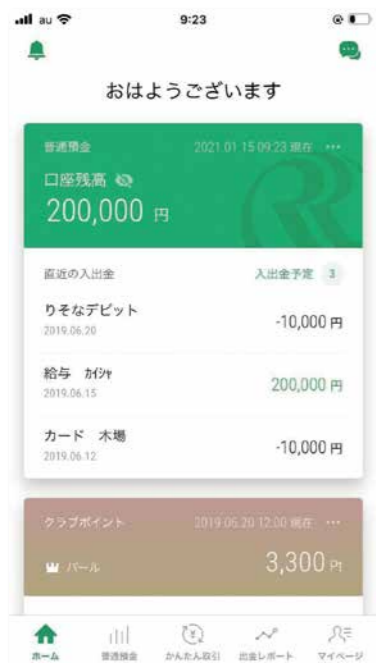 au 9:23
おはようございます
普通預金 2021.01.15 09:23 現在
口座残高
200,000 円
直近の入出金 入出金予定 3
りそなデビット
2019.06.20
-10,000 円
給与 ｶｲｼﾔ
2019.06.15
200,000 円
カード 木場
2019.06.12
-10,000 円
クラブポイント 2019.06.20 12:00 現在
パール 3,300 Pt
ホーム 普通預金 かんたん取引 出金レポート マイページ